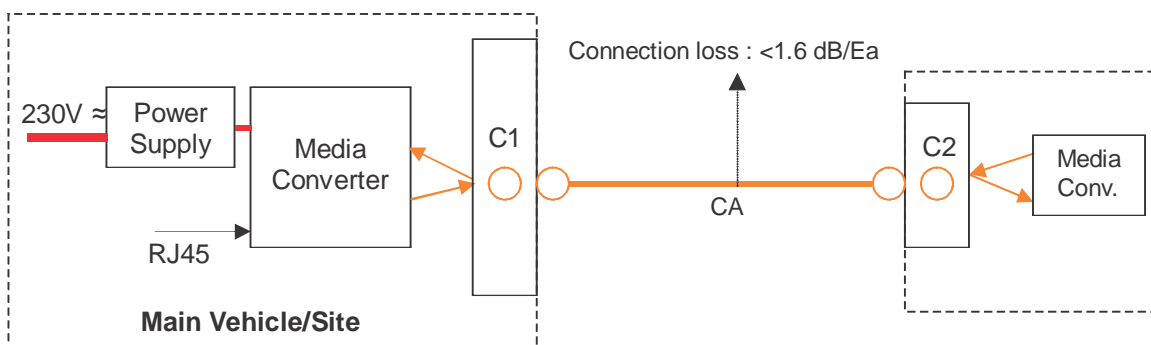 Connection loss : <1.6 dB/Ea
230V ≈
Power
Supply
Media
Converter
C1
C2
Media
Conv.
CA
RJ45
Main Vehicle/Site